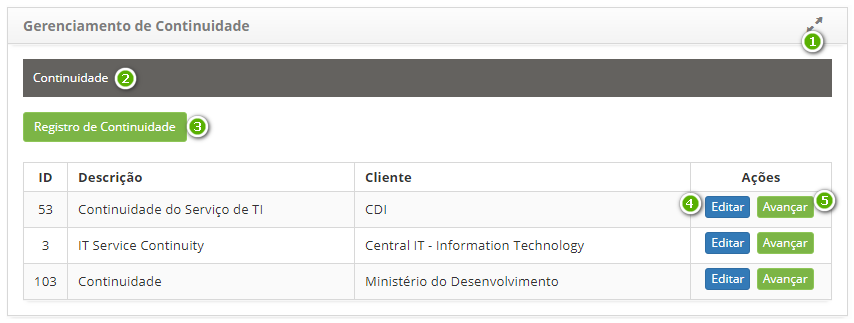 Gerenciamento de Continuidade
1
Continuidade 2
Registro de Continuidade 3
ID Descrição Cliente Ações
53 Continuidade do Serviço de TI CDI 4 Editar Avançar 5
3 IT Service Continuity Central IT - Information Technology Editar Avançar
103 Continuidade Ministério do Desenvolvimento Editar Avançar